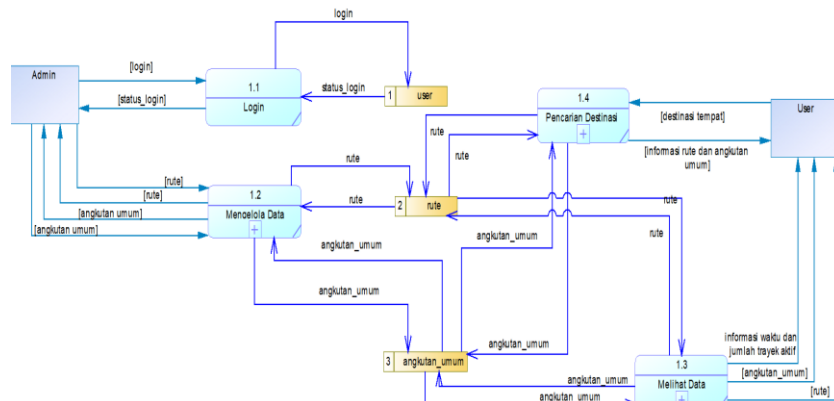 login
Admin
[login]
1.1
Login
[status_login]
status_login
1
user
1.4
Pencarian Destinasi
[destinasi tempat]
User
[informasi rute dan angkutan
umum]
rute
rute
[rute]
[rute]
[angkutan umum]
[angkutan umum]
1.2
Mengelola Data
rute
rute
2
rute
rute
rute
angkutan_umum
angkutan_umum
angkutan_umum
angkutan_umum
3
angkutan_umum
angkutan_umum
angkutan_umum
1.3
Melihat Data
informasi waktu dan
jumlah trayek aktif
[angkutan_umum]
[rute]